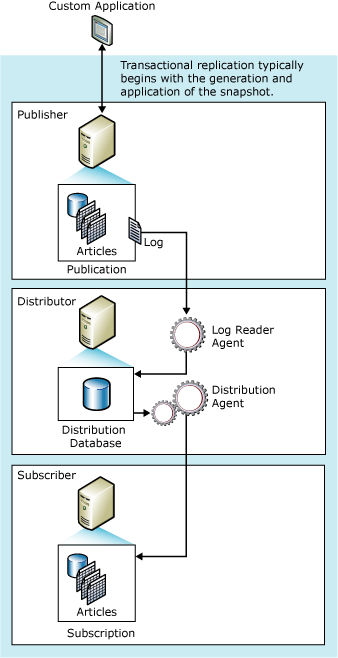 Custom Application
Transactional replication typically
begins with the generation and
application of the snapshot.
Publisher
Articles
Log
Publication
Distributor
Log Reader
Agent
Distribution
Agent
Distribution
Database
Subscriber
Articles
Subscription